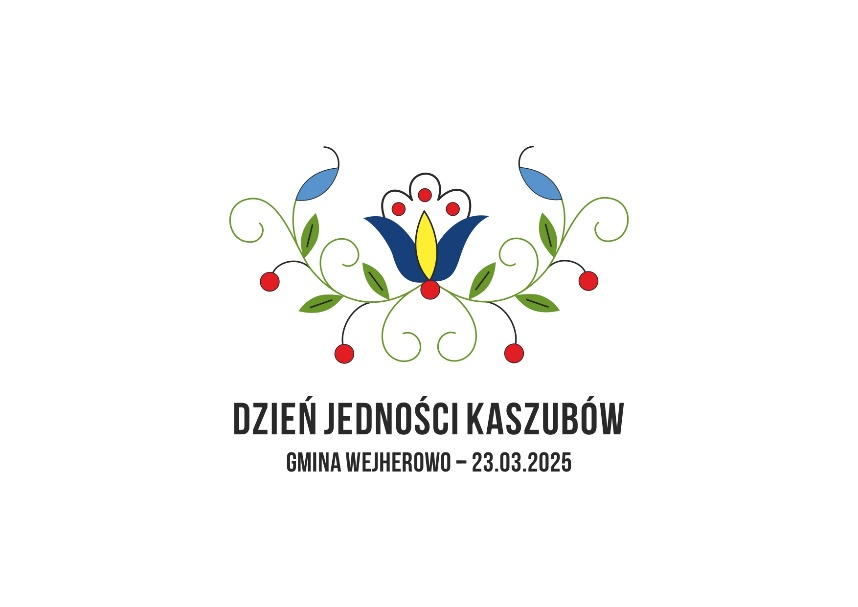 DZIEŃ JEDNOŚCI KASZUBÓW
GMINA WEJHEROWO – 23.03.2025